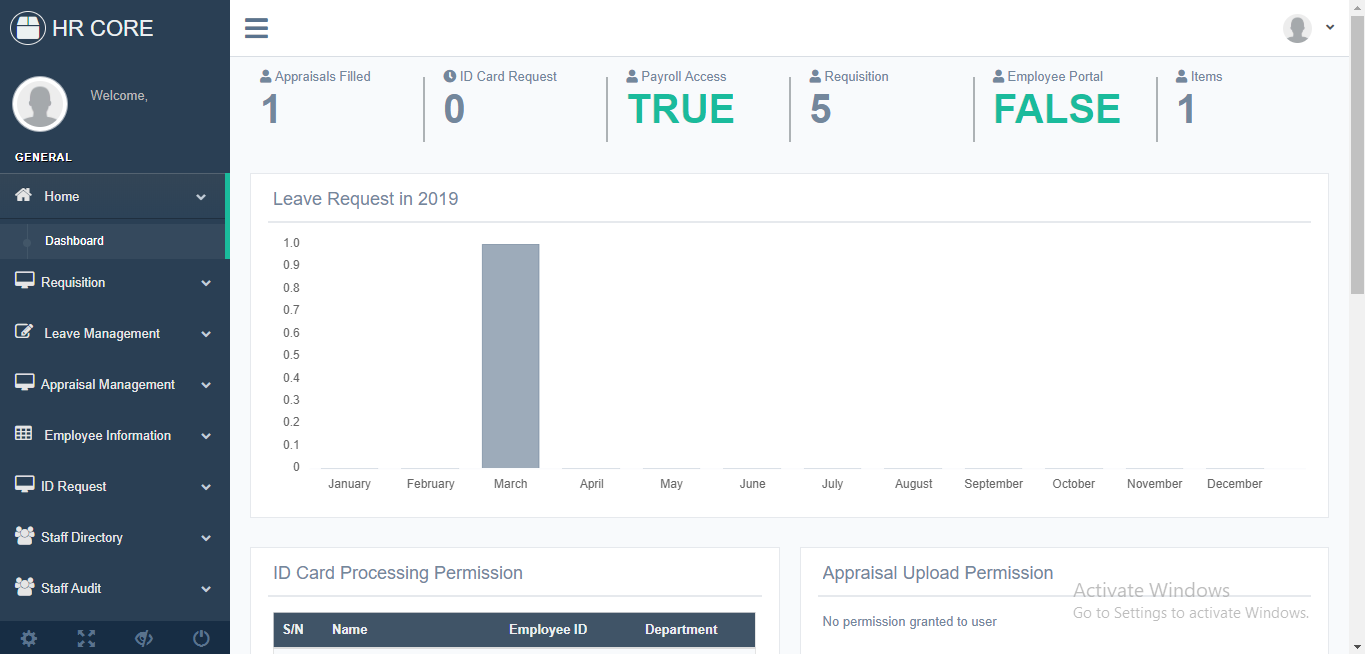 HR CORE
Welcome,
GENERAL
Home
Dashboard
Requisition
Leave Management
Appraisal Management
Employee Information
ID Request
Staff Directory
Staff Audit
Appraisals Filled
1
ID Card Request
0
Payroll Access
TRUE
Requisition
5
Employee Portal
FALSE
Items
1
Leave Request in 2019
1.0
0.9
0.8
0.7
0.6
0.5
0.4
0.3
0.2
0.1
0
January February March April May June July August September October November December
ID Card Processing Permission
S/N Name Employee ID Department
Appraisal Upload Permission
No permission granted to user
Activate Windows
Go to Settings to activate Windows.